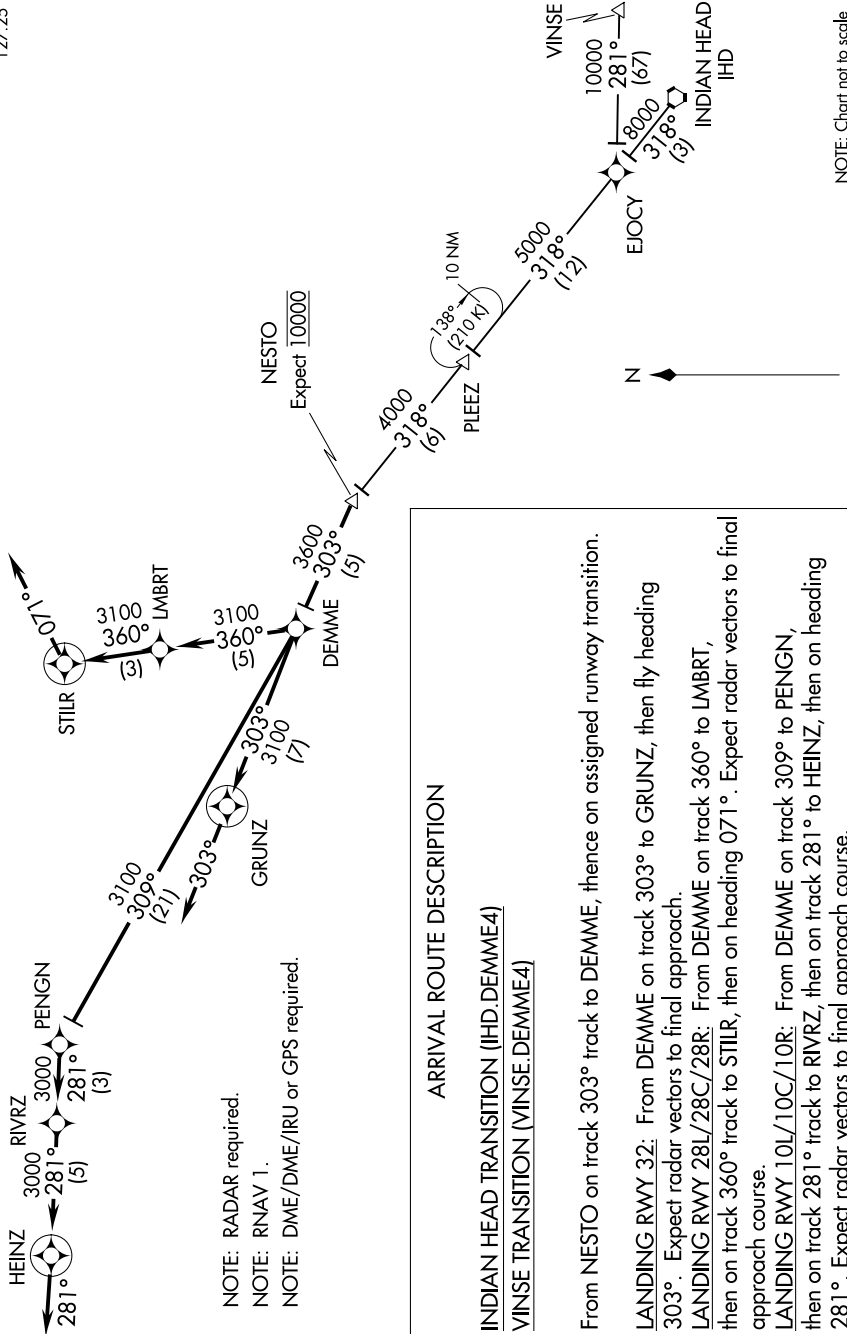 127.25
VINSE
10000
281°
(67)
INDIAN HEAD
IHD
8000
318°
(3)
EJOCY
5000
318°
(12)
10 NM
138°
(210 K)
PLEEZ
4000
318°
(6)
NESTO
Expect 10000
3600
303°
(5)
DEMME
3100
360°
(5)
LMBRT
3100
360°
(3)
STILR
071°
303°
3100
(7)
GRUNZ
303°
3100
309°
(21)
PENGN
3000
281°
(3)
RIVRZ
3000
281°
(5)
HEINZ
281°
N
NOTE: RADAR required.
NOTE: RNAV 1.
NOTE: DME/DME/IRU or GPS required.
NOTE: Chart not to scale
ARRIVAL ROUTE DESCRIPTION
INDIAN HEAD TRANSITION (IHD.DEMME4)
VINSE TRANSITION (VINSE.DEMME4)
From NESTO on track 303° track to DEMME, thence on assigned runway transition.
LANDING RWY 32: From DEMME on track 303° to GRUNZ, then fly heading
303°. Expect radar vectors to final approach.
LANDING RWY 28L/28C/28R: From DEMME on track 360° to LMBRT,
then on track 360° track to STILR, then on heading 071°. Expect radar vectors to final
approach course.
LANDING RWY 10L/10C/10R: From DEMME on track 309° to PENGN,
then on track 281° track to RIVRZ, then on track 281° to HEINZ, then on heading
281°. Expect radar vectors to final approach course.